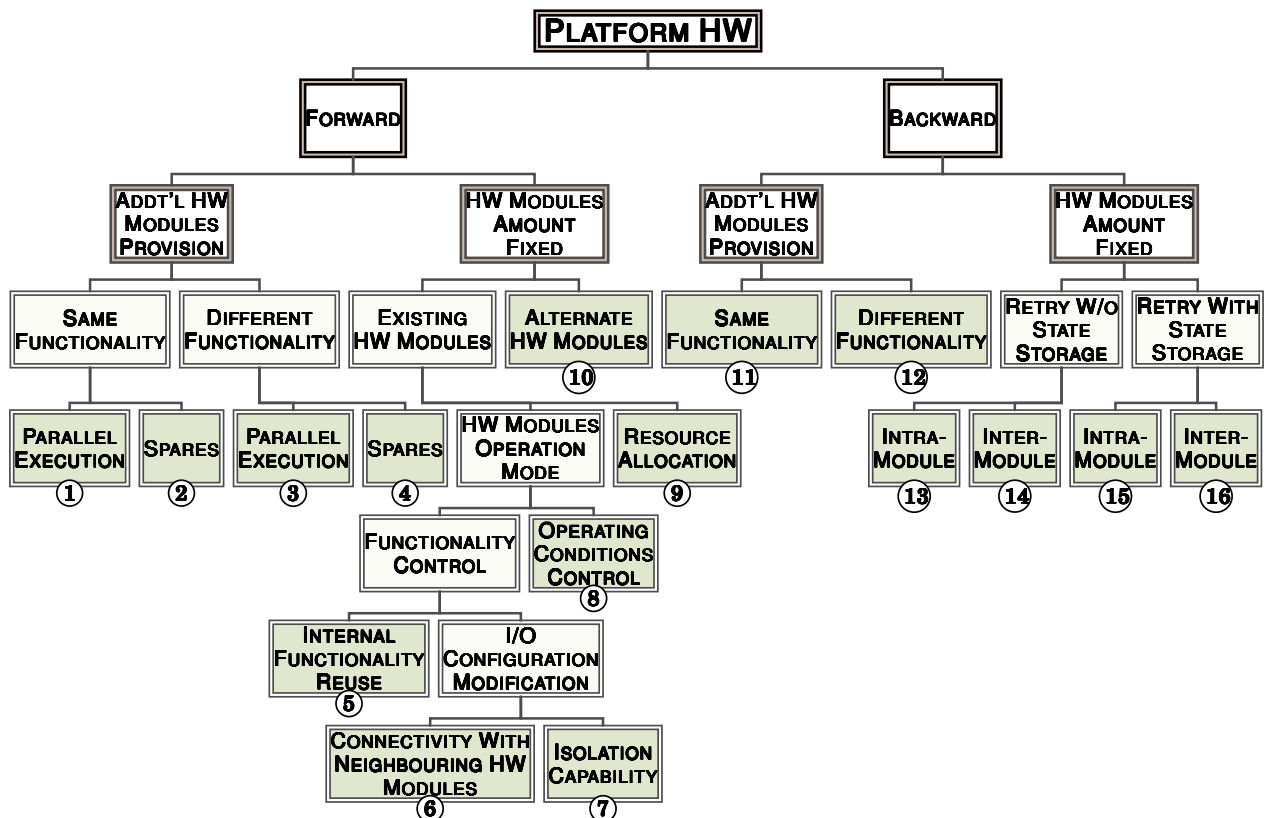 PLATFORM HW
FORWARD
BACKWARD
ADDT'L HW
MODULES
PROVISION
HW MODULES
AMOUNT
FIXED
ADDT'L HW
MODULES
PROVISION
HW MODULES
AMOUNT
FIXED
SAME
FUNCTIONALITY
DIFFERENT
FUNCTIONALITY
EXISTING
HW MODULES
ALTERNATE
HW MODULES
10
SAME
FUNCTIONALITY
11
DIFFERENT
FUNCTIONALITY
12
RETRY W/O
STATE
STORAGE
RETRY WITH
STATE
STORAGE
PARALLEL
EXECUTION
1
SPARES
2
PARALLEL
EXECUTION
3
SPARES
4
HW MODULES
OPERATION
MODE
RESOURCE
ALLOCATION
9
INTRA-
MODULE
13
INTER-
MODULE
14
INTRA-
MODULE
15
INTER-
MODULE
16
FUNCTIONALITY
CONTROL
OPERATING
CONDITIONS
CONTROL
8
INTERNAL
FUNCTIONALITY
REUSE
5
I/O
CONFIGURATION
MODIFICATION
CONNECTIVITY WITH
NEIGHBOURING HW
MODULES
6
ISOLATION
CAPABILITY
7